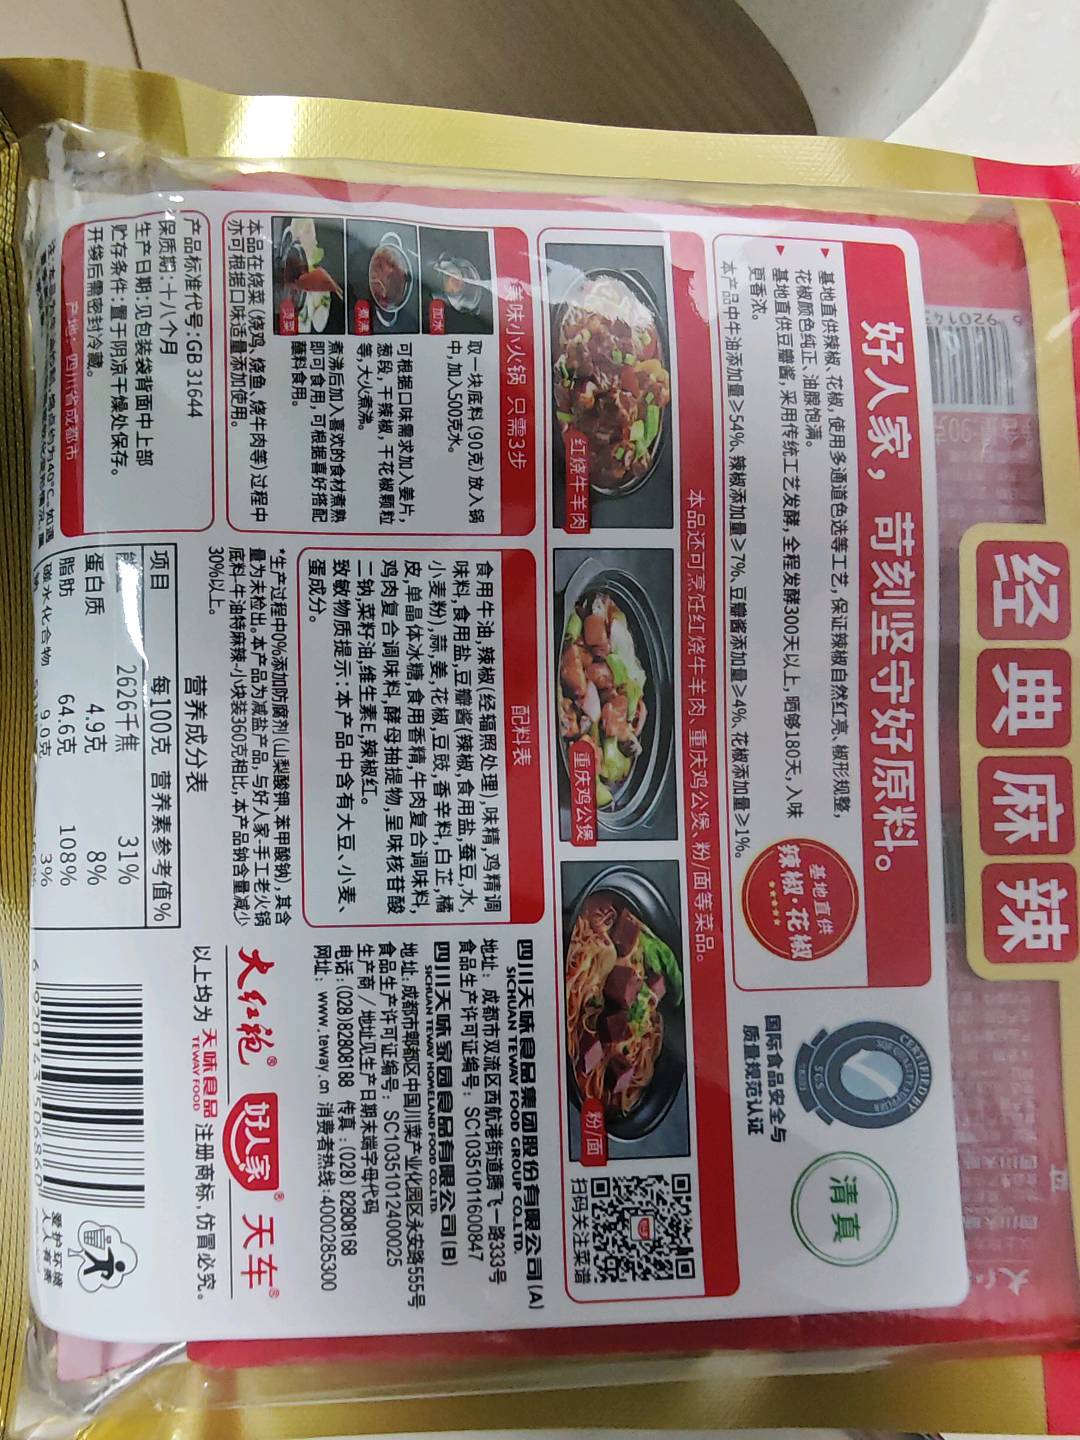 经典麻辣
好人家,苛刻坚守好原料。
▶ 基地直供辣椒、花椒,使用多通道色选等工艺,保证辣椒自然红亮、椒形规整,
花椒颜色纯正、油腺饱满。
▶ 基地直供豆瓣酱,采用传统工艺发酵,全程发酵300天以上,晒够180天,入味
更香浓。
本产品中牛油添加量≥54%、辣椒添加量≥7%、豆瓣酱添加量≥4%、花椒添加量≥1%。
基地直供
辣椒·花椒
SGS
国际食品安全与
质量规范认证
清真
本品还可烹饪红烧牛羊肉、重庆鸡公煲、粉/面等菜品。
红烧牛羊肉
重庆鸡公煲
粉/面
扫码关注菜谱
美味小火锅 只需3步
加水
取一块底料(90克)放入锅
中,加入500克水。
煮沸
可根据口味需求加入姜片,
葱段,干辣椒,干花椒颗粒
等,大火煮沸。
烫菜
煮沸后加入喜欢的食材煮熟
即可食用,可根据喜好搭配
蘸料食用。
本品在烧菜(烧鸡、烧鱼、烧牛肉等)过程中
亦可根据口味适量添加使用。
产品标准代号:GB 31644
保质期:十八个月
生产日期:见包装袋背面中上部
贮存条件:置于阴凉干燥处保存。
开袋后需密封冷藏。
产地:四川省成都市
配料表
食用牛油,辣椒(经辐照处理),味精,鸡精调
味料,食用盐,豆瓣酱(辣椒,食用盐,蚕豆,水,
小麦粉),蒜,姜,花椒,豆豉,香辛料,白芷,橘
皮,单晶体冰糖,食用香精,牛肉复合调味料,
鸡肉复合调味料,酵母抽提物,呈味核苷酸
二钠,菜籽油,维生素E,辣椒红。
致敏物质提示:本产品中含有大豆、小麦、
蛋成分。
*生产过程中0%添加防腐剂(山梨酸钾、苯甲酸钠),其含
量为未检出。本产品为减盐产品,与好人家-手工老火锅
底料-牛油特麻辣-小块装360克相比,本产品钠含量减少
30%以上。
营养成分表
项目 每100克 营养素参考值%
能量 2626千焦 31%
蛋白质 4.9克 8%
脂肪 64.6克 108%
碳水化合物 9.0克 3%
四川天味食品集团股份有限公司(A)
SICHUAN TEWAY FOOD GROUP CO.,LTD.
地址:成都市双流区西航港街道腾飞一路333号
食品生产许可证编号:SC10351011600847
四川天味家园食品有限公司(B)
SICHUAN TEWAY HOMELAND FOOD CO.,LTD.
地址:成都市郫都区中国川菜产业化园区永安路555号
食品生产许可证编号:SC10351012400025
生产商/地址见生产日期末端字母代码
电话:(028)82808188 传真:(028)82808168
网址:www.teway.cn 消费者热线:4000285300
大红袍® 好人家® 天车®
以上均为 天味食品 注册商标,仿冒必究。
TEWAY FOOD
6 920143 506860
爱护环境
人人有责